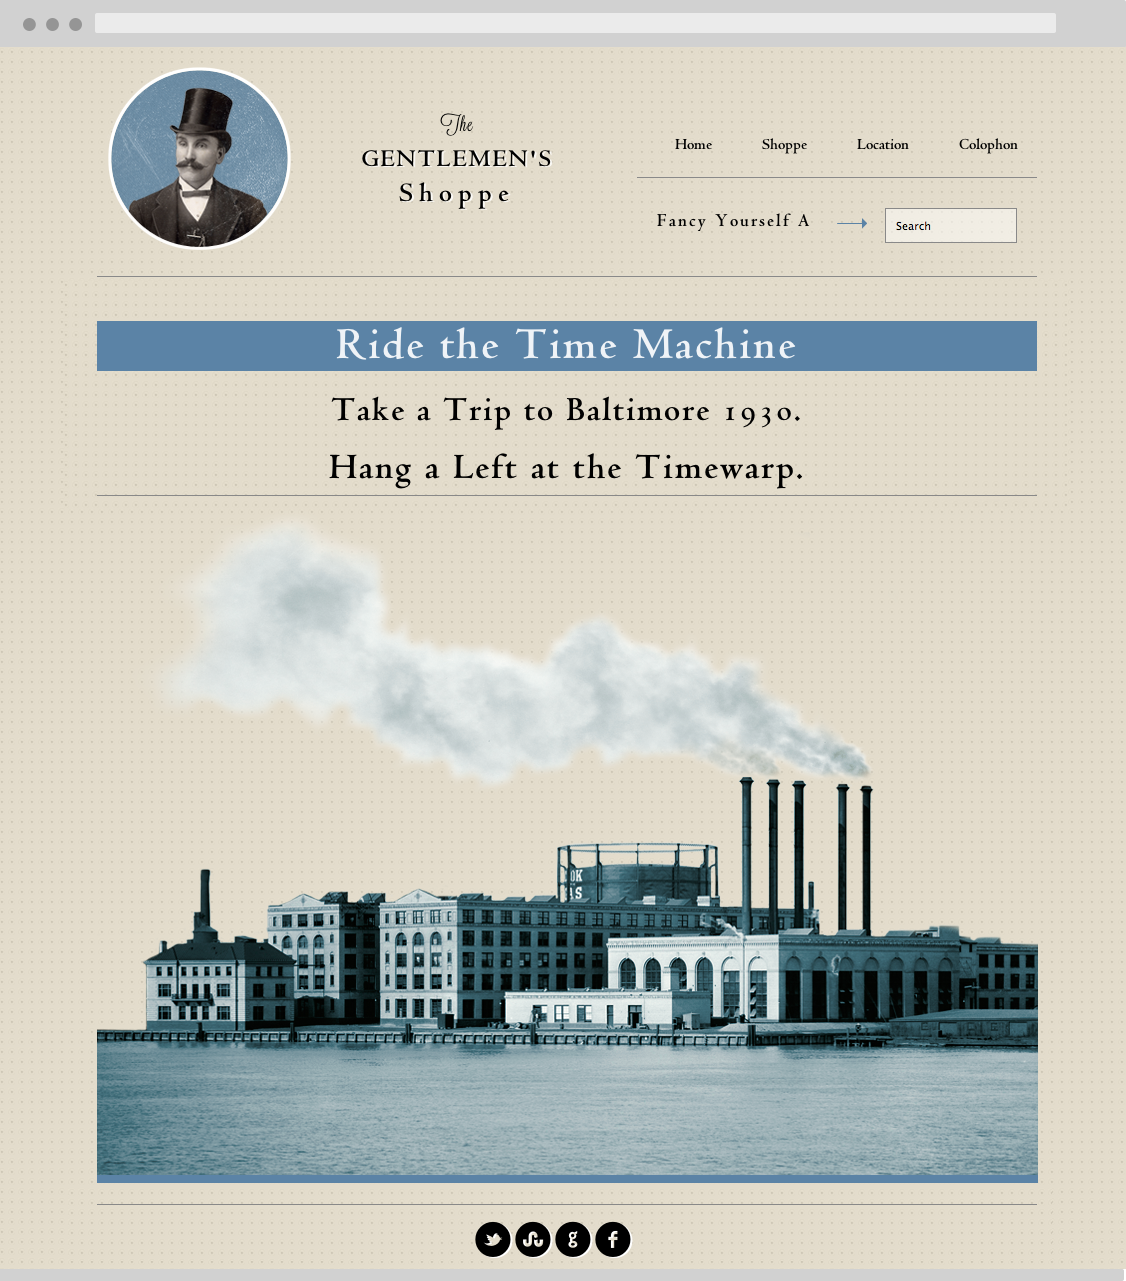 The
GENTLEMEN'S
Shoppe
Home Shoppe Location Colophon
Fancy Yourself A
Search
Ride the Time Machine
Take a Trip to Baltimore 1930.
Hang a Left at the Timewarp.
OK
AS
g
f